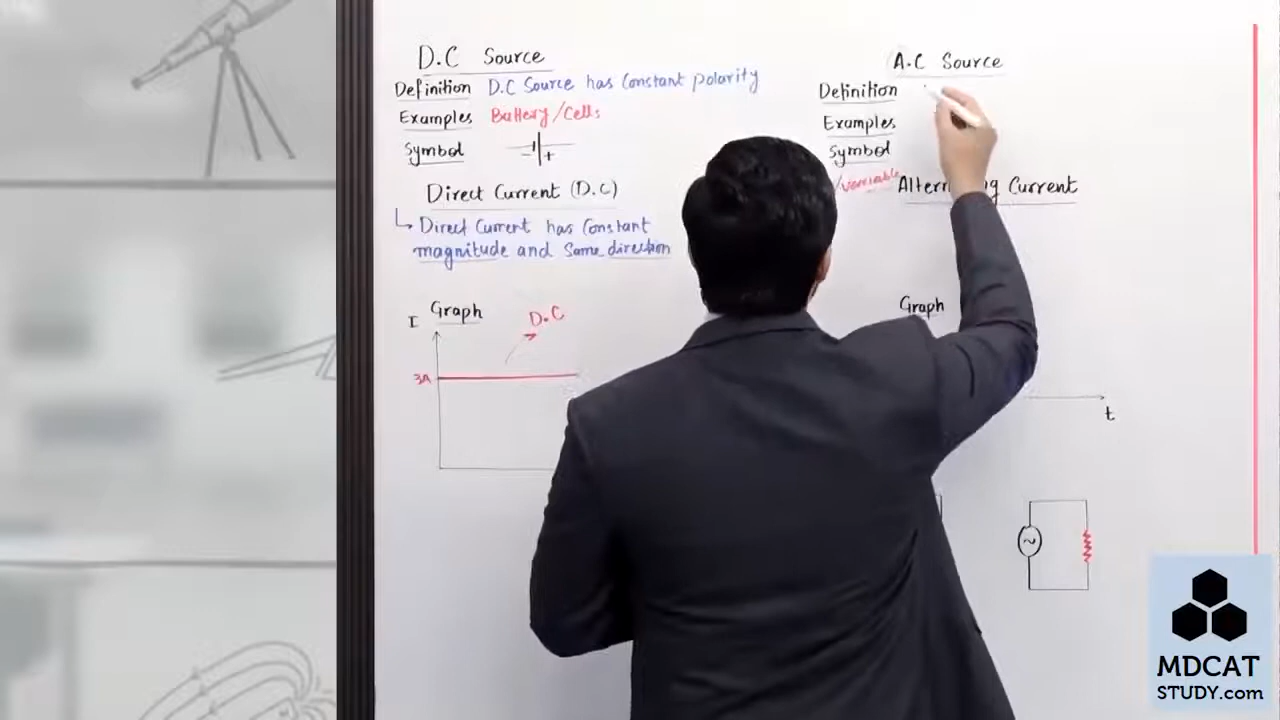 D.C Source
Definition D.C Source has Constant polarity
Examples Battery/Cells
Symbol
- +
Direct Current (D.C)
Direct Current has Constant
magnitude and Same direction
I Graph
D.C
3A
A.C Source
Definition
Examples
Symbol
/variable
Current
Graph
t
~
MDCAT
STUDY.com